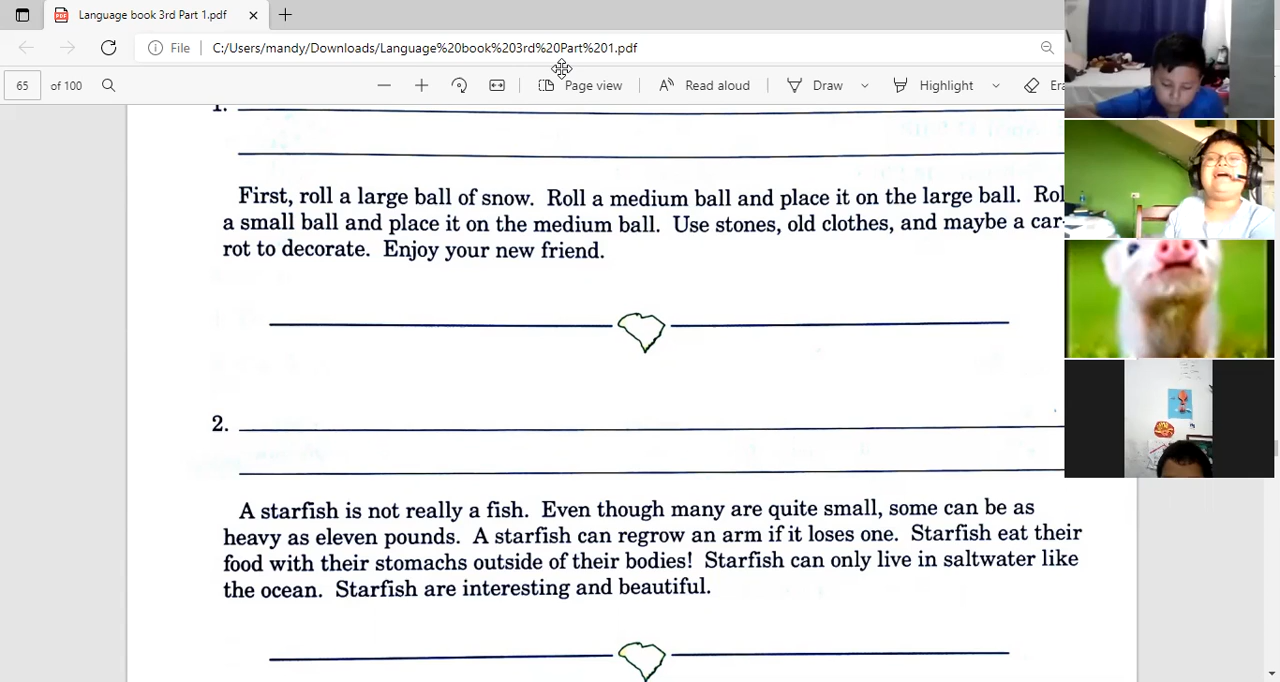 Language book 3rd Part 1.pdf
File C:/Users/mandy/Downloads/Language%20book%203rd%20Part%201.pdf
65 of 100 Page view Read aloud Draw Highlight Era
1.
First, roll a large ball of snow. Roll a medium ball and place it on the large ball. Rol
a small ball and place it on the medium ball. Use stones, old clothes, and maybe a car-
rot to decorate. Enjoy your new friend.
2.
A starfish is not really a fish. Even though many are quite small, some can be as
heavy as eleven pounds. A starfish can regrow an arm if it loses one. Starfish eat their
food with their stomachs outside of their bodies! Starfish can only live in saltwater like
the ocean. Starfish are interesting and beautiful.